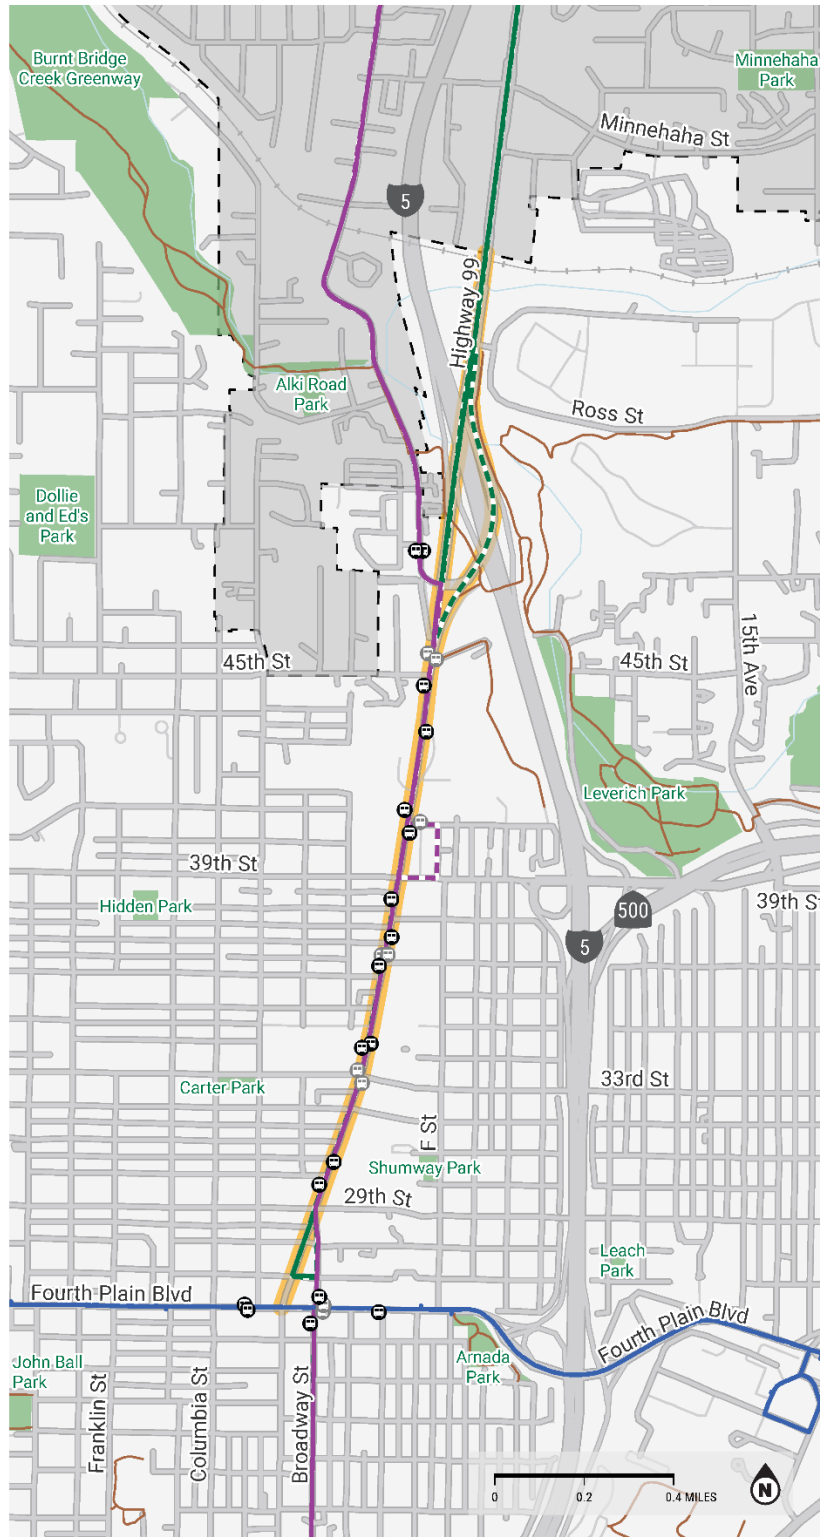 Burnt Bridge
Creek Greenway
Minnehaha
Park
Minnehaha St
5
Highway 99
Alki Road
Park
Ross St
Dollie
and Ed's
Park
15th Ave
45th St
45th St
Leverich Park
39th St
Hidden Park
500
39th St
5
33rd St
Carter Park
F St
Shumway Park
29th St
Leach
Park
Fourth Plain Blvd
Fourth Plain Blvd
Arnada
Park
John Ball
Park
Franklin St
Columbia St
Broadway St
0
0.2
0.4 MILES
N